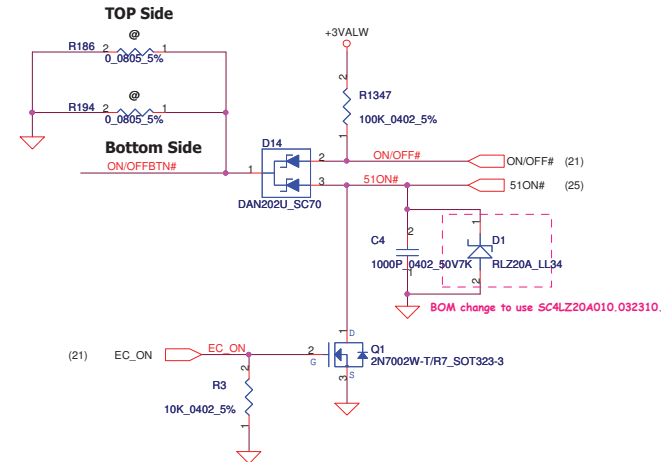 TOP Side
@
R186 2 1
0_0805_5%
@
R194 2 1
0_0805_5%
Bottom Side
ON/OFFBTN#
+3VALW
2
R1347
100K_0402_5%
1
D14
1
2
3
DAN202U_SC70
ON/OFF#
ON/OFF# (21)
51ON#
51ON# (25)
C4
2
1000P_0402_50V7K
1
1
D1
RLZ20A_LL34
2
BOM change to use SC4LZ20A010.032310.
(21) EC_ON
EC_ON
2
G
1
D
Q1
2N7002W-T/R7_SOT323-3
3
S
2
R3
10K_0402_5%
1